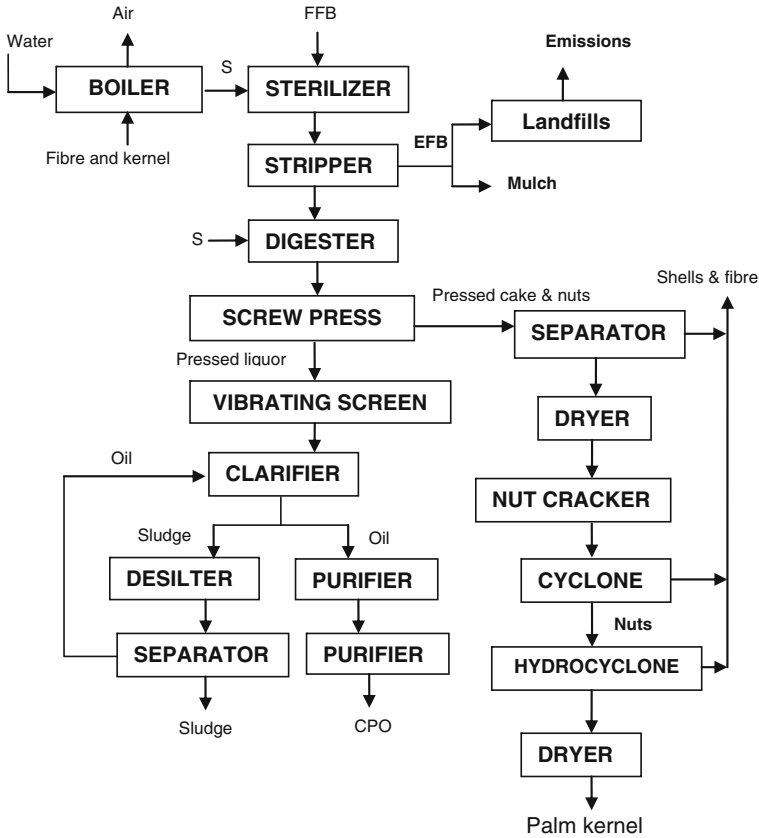 Air
FFB
Water
Emissions
S
BOILER
STERILIZER
Landfills
EFB
Fibre and kernel
STRIPPER
Mulch
S
DIGESTER
Shells & fibre
Pressed cake & nuts
SCREW PRESS
SEPARATOR
Pressed liquor
VIBRATING SCREEN
DRYER
Oil
CLARIFIER
NUT CRACKER
Sludge
Oil
DESILTER
PURIFIER
CYCLONE
Nuts
SEPARATOR
PURIFIER
HYDROCYCLONE
Sludge
CPO
DRYER
Palm kernel